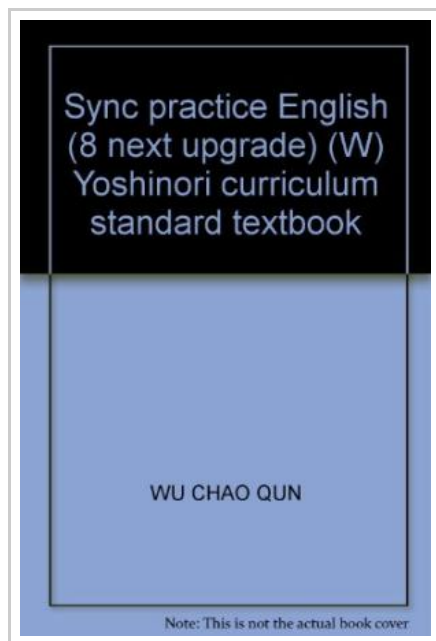 Sync practice English
(8 next upgrade) (W)
Yoshinori curriculum
standard textbook
WU CHAO QUN
Note: This is not the actual book cover